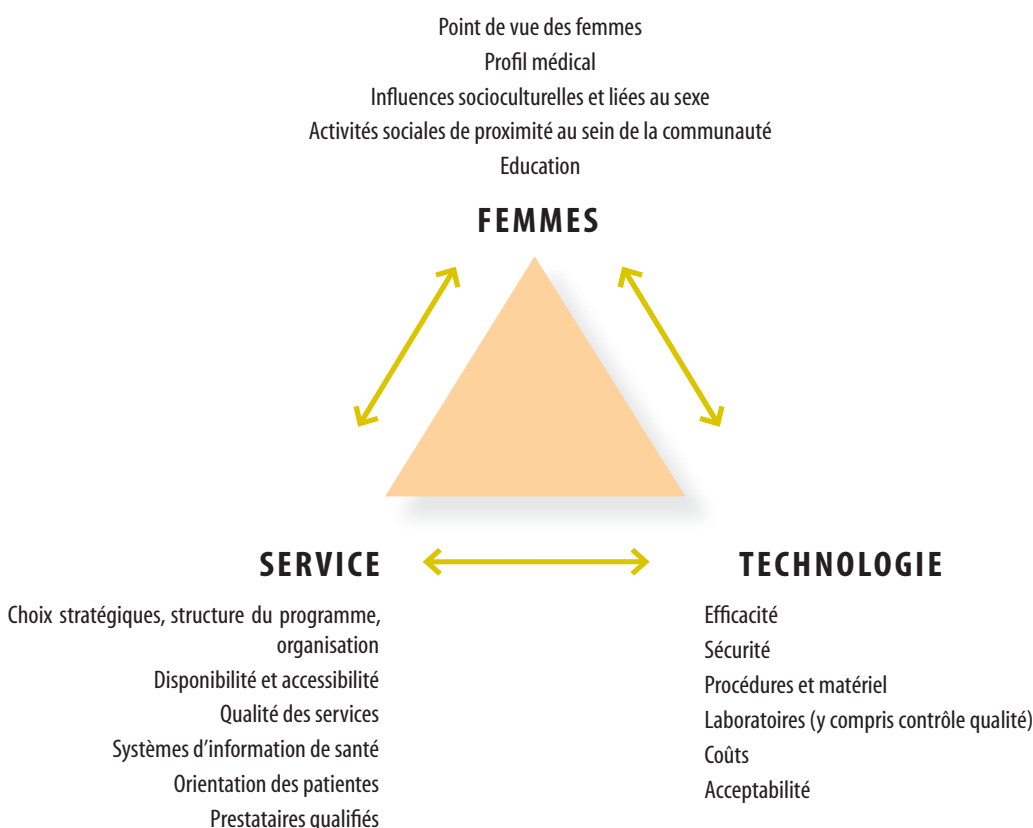 Point de vue des femmes
Profil médical
Influences socioculturelles et liées au sexe
Activités sociales de proximité au sein de la communauté
Education
FEMMES
SERVICE
Choix stratégiques, structure du programme,
organisation
Disponibilité et accessibilité
Qualité des services
Systèmes d'information de santé
Orientation des patientes
Prestataires qualifiés
TECHNOLOGIE
Efficacité
Sécurité
Procédures et matériel
Laboratoires (y compris contrôle qualité)
Coûts
Acceptabilité